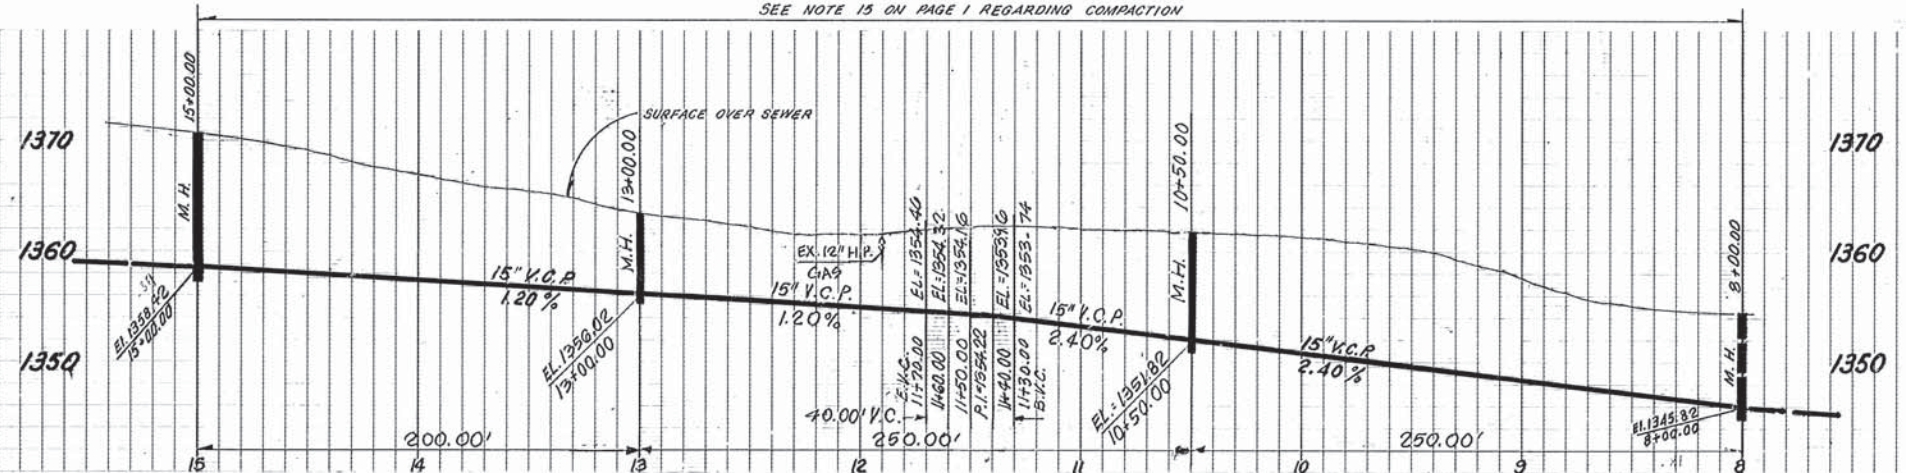 SEE NOTE 15 ON PAGE 1 REGARDING COMPACTION
15+00.00
SURFACE OVER SEWER
13+00.00
10+50.00
8+00.00
1370
1370
M.H.
M.H.
M.H.
M.H.
1360
1360
EX. 12" H.P.
GAS
EL=1354.46
EL=1354.32
EL=1354.16
EL=1353.96
EL=1353.74
15" V.C.P.
1.20%
15" V.C.P.
1.20%
15" V.C.P.
2.40%
15" V.C.P.
2.40%
El. 1358.42
15+00.00
EL. 1356.02
13+00.00
1350
1350
E.V.C.
11+70.00
11+60.00
11+50.00
P.I.=1354.22
11+40.00
11+30.00
B.V.C.
40.00' V.C.
EL.=1351.82
10+50.00
El. 1345.82
8+00.00
200.00'
250.00'
250.00'
15
14
13
12
11
10
9
8